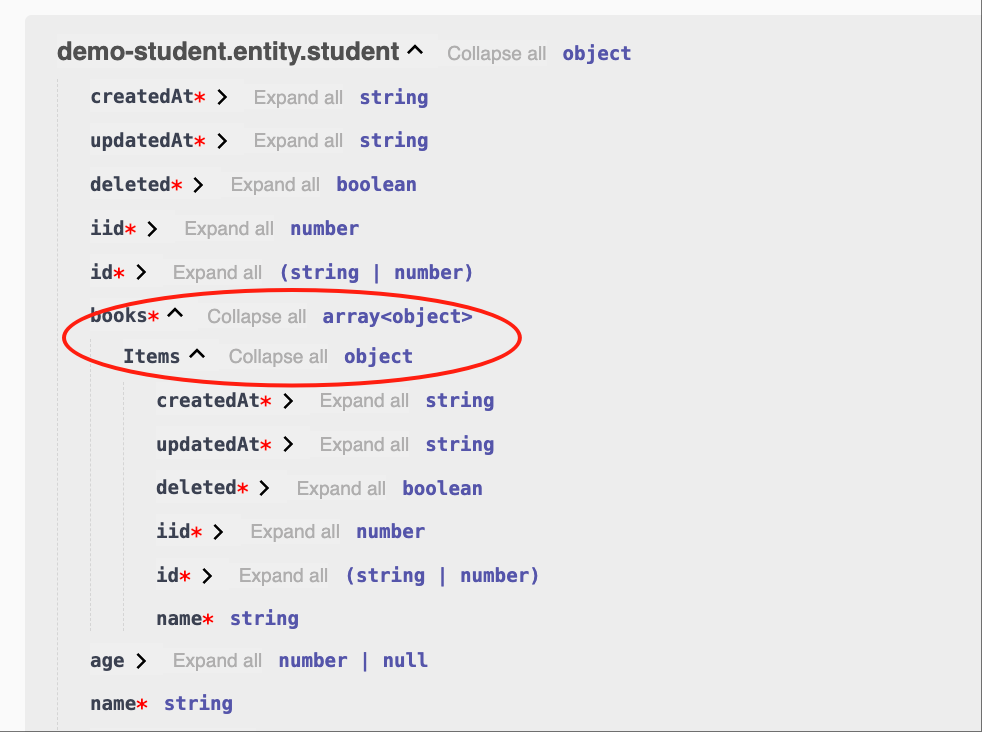 demo-student.entity.student Collapse all object
createdAt* Expand all string
updatedAt* Expand all string
deleted* Expand all boolean
iid* Expand all number
id* Expand all (string | number)
books* Collapse all array<object>
Items Collapse all object
createdAt* Expand all string
updatedAt* Expand all string
deleted* Expand all boolean
iid* Expand all number
id* Expand all (string | number)
name* string
age Expand all number | null
name* string